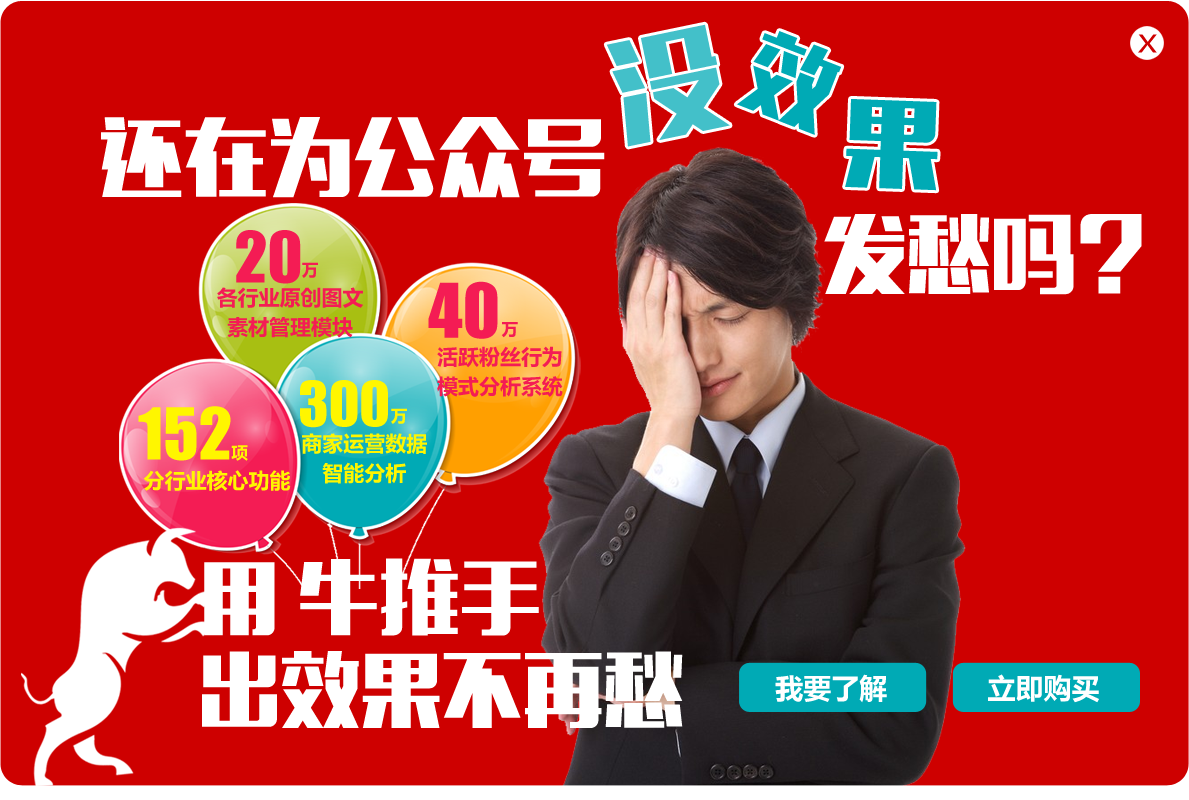 还在为公众号
没效果
发愁吗?
X
20万
各行业原创图文
素材管理模块
40万
活跃粉丝行为
模式分析系统
152项
分行业核心功能
300万
商家运营数据
智能分析
用 牛推手
出效果不再愁
我要了解
立即购买